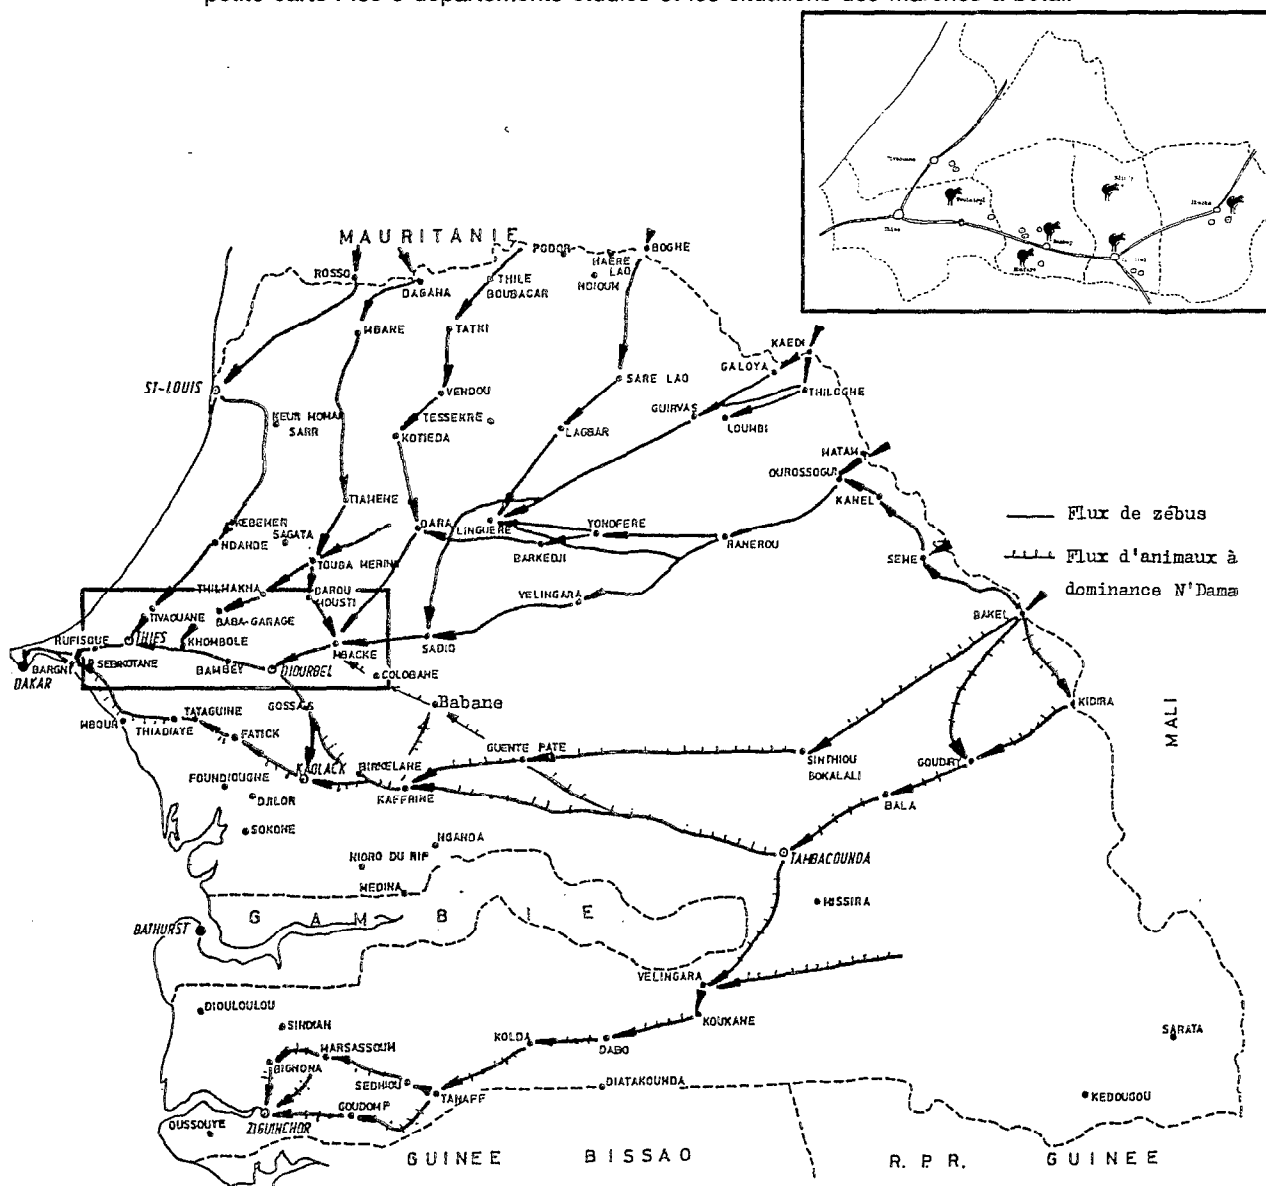 MAURITANIE
ROSSO
DAGANA
PODOR
HAERE LAO
BOGHE
NDIOUM
THILE BOUBACAR
MBANE
TATKI
ST-LOUIS
VENDOU
TESSEKRE
KEUR MOMAR SARR
KOTIEDA
SARE LAO
LAGBAR
GALOYA
KAEDI
THILOGHE
GUIRVAS
LOUMBI
MATAM
OUROSSOGUI
KANEL
SEME
TIAMENE
KEBEMER
SAGATA
NDANDE
DARA
LINGUERE
YONOFERE
BARKEDJI
RANEROU
TOUBA MERINA
THILMAKHA
DAROU MOUSTI
BABA-GARAGE
TIVAOUANE
VELINGARA
Flux de zébus
Flux d'animaux à
dominance N'Dama
RUFISQUE
THIES
KHOMBOLE
MBACKE
SADIO
BAKEL
BARGNY
SEBIKOTANE
DAKAR
BAMBEY
DIOURBEL
COLOBANE
Babane
KIDIRA
MALI
GOSSAS
MBOUR
THIADIAYE
TATAGUINE
FATICK
GUENTE PATE
SINTHIOU BOKALALI
GOUDIRY
KAOLACK
BIRKELANE
KAFFRINE
FOUNDIOUGNE
DJILOR
BALA
SOKONE
NGANDA
NIORO DU RIP
TAMBACOUNDA
MEDINA
MISSIRA
GAMBIE
BATHURST
VELINGARA
DIOULOULOU
SINDIAN
KOUKANE
KOLDA
DABO
MARSASSOUM
BIGNONA
SEDHIOU
TANAFF
DIATAKOUNDA
SARAYA
KEDOUGOU
GOUDOMP
ZIGUINCHOR
OUSSOUYE
GUINEE BISSAO
R.P.R. GUINEE